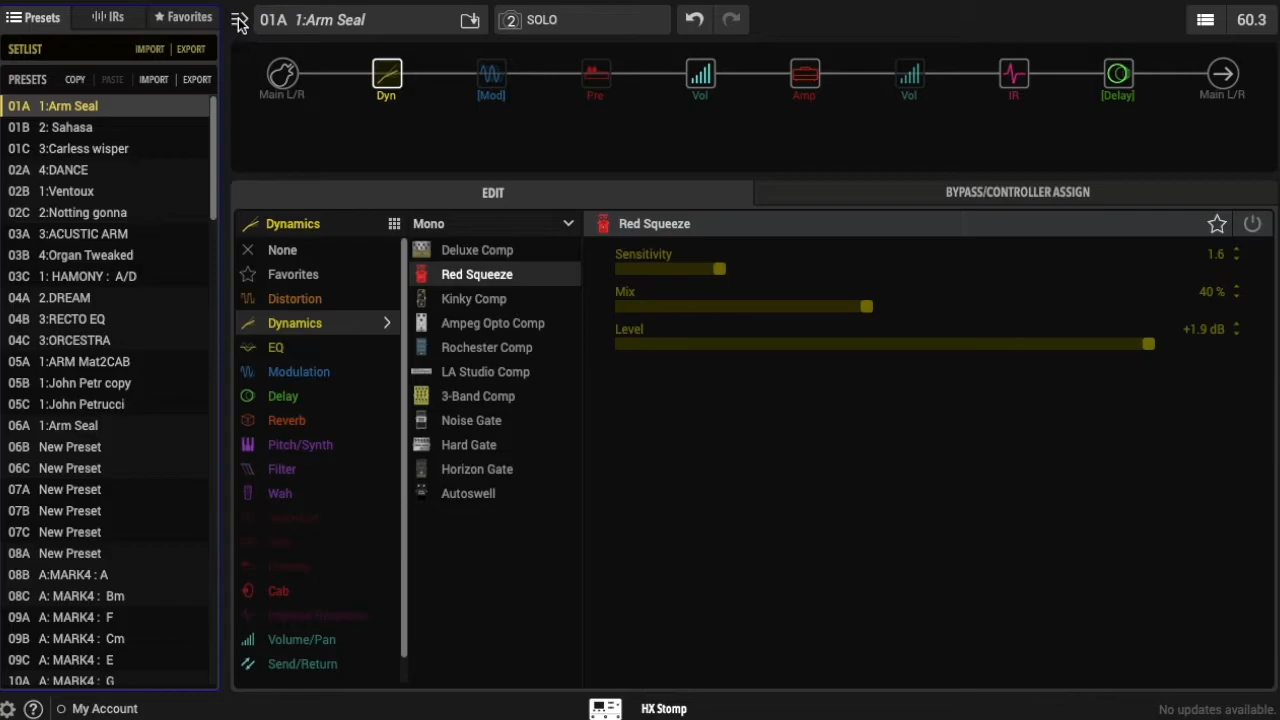 Presets IRs Favorites
01A 1:Arm Seal 2 SOLO 60.3
SETLIST IMPORT | EXPORT
PRESETS COPY PASTE IMPORT EXPORT
01A 1:Arm Seal
01B 2: Sahasa
01C 3:Carless wisper
02A 4:DANCE
02B 1:Ventoux
02C 2:Notting gonna
03A 3:ACUSTIC ARM
03B 4:Organ Tweaked
03C 1: HAMONY : A/D
04A 2.DREAM
04B 3:RECTO EQ
04C 3:ORCESTRA
05A 1:ARM Mat2CAB
05B 1:John Petr copy
05C 1:John Petrucci
06A 1:Arm Seal
06B New Preset
06C New Preset
07A New Preset
07B New Preset
07C New Preset
08A New Preset
08B A:MARK4 : A
08C A: MARK4 : Bm
09A A: MARK4 : F
09B A: MARK4 : Cm
09C A: MARK4 : E
10A A: MARK4 : G
Main L/R Dyn [Mod] Pre Vol Amp Vol IR [Delay] Main L/R
EDIT BYPASS/CONTROLLER ASSIGN
Dynamics
None
Favorites
Distortion
Dynamics
EQ
Modulation
Delay
Reverb
Pitch/Synth
Filter
Wah
Cab
Impulse Response
Volume/Pan
Send/Return
Mono
Deluxe Comp
Red Squeeze
Kinky Comp
Ampeg Opto Comp
Rochester Comp
LA Studio Comp
3-Band Comp
Noise Gate
Hard Gate
Horizon Gate
Autoswell
Red Squeeze
Sensitivity 1.6
Mix 40 %
Level +1.9 dB
? My Account HX Stomp No updates available.